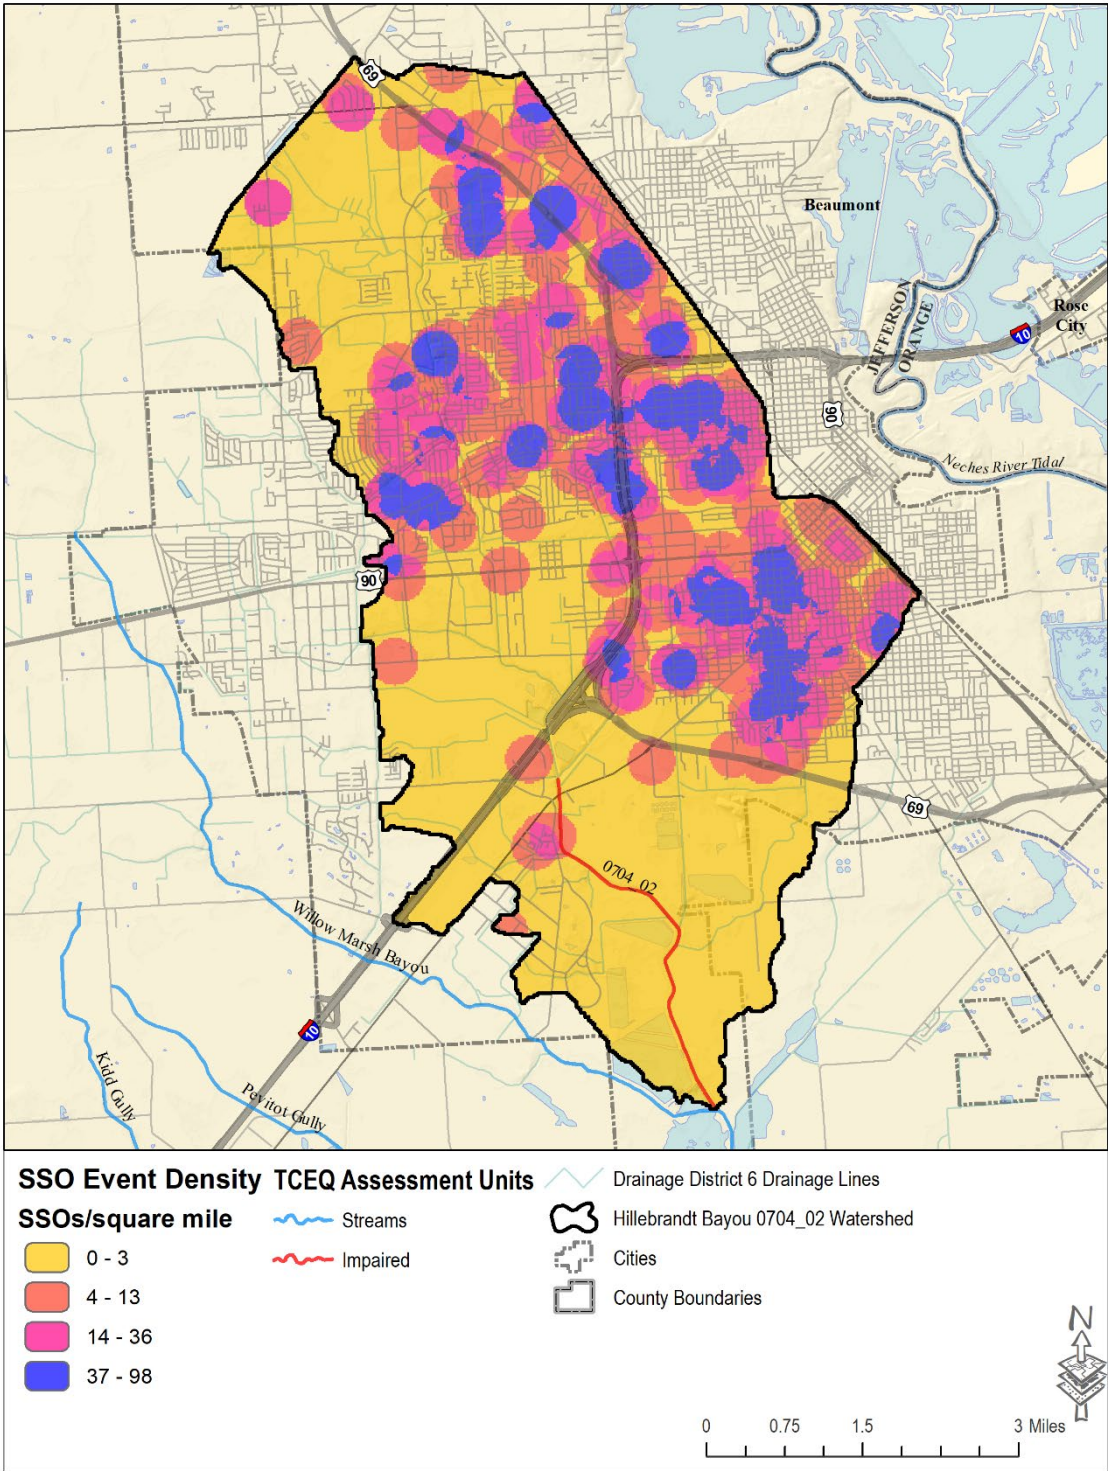 69
Beaumont
JEFFERSON
ORANGE
Rose
City
10
90
Neches River Tidal
90
69
0704_02
Willow Marsh Bayou
10
Kidd Gully
Pevitot Gully
SSO Event Density
SSOs/square mile
0 - 3
4 - 13
14 - 36
37 - 98
TCEQ Assessment Units
Streams
Impaired
Drainage District 6 Drainage Lines
Hillebrandt Bayou 0704_02 Watershed
Cities
County Boundaries
N
0 0.75 1.5 3 Miles